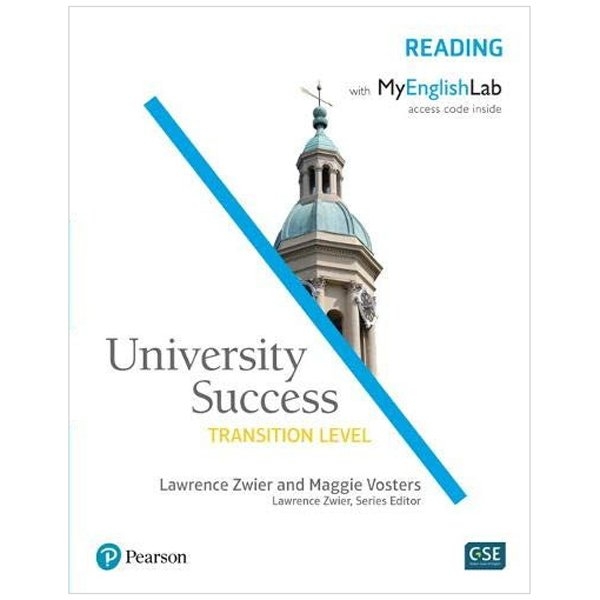 READING
with MyEnglishLab
access code inside
University
Success
TRANSITION LEVEL
Lawrence Zwier and Maggie Vosters
Lawrence Zwier, Series Editor
Pearson
GSE